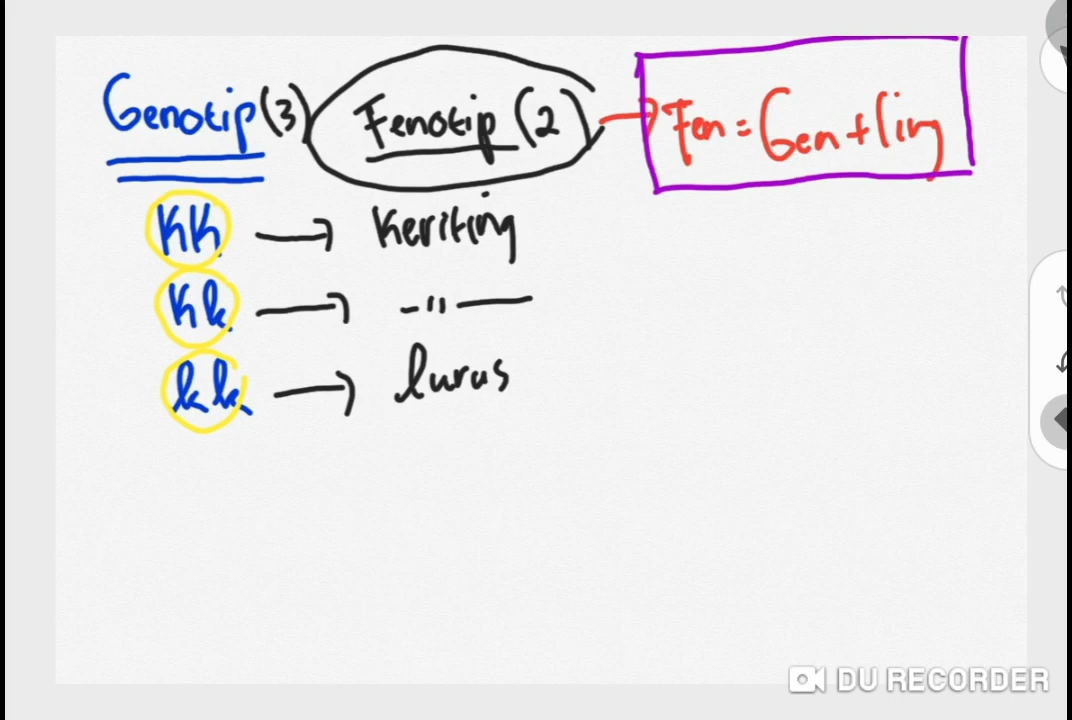 Genotip (3) Fenotip (2) → Fen = Gen + ling
KK → Keriting
Kk → -"-
kk → lurus
DU RECORDER